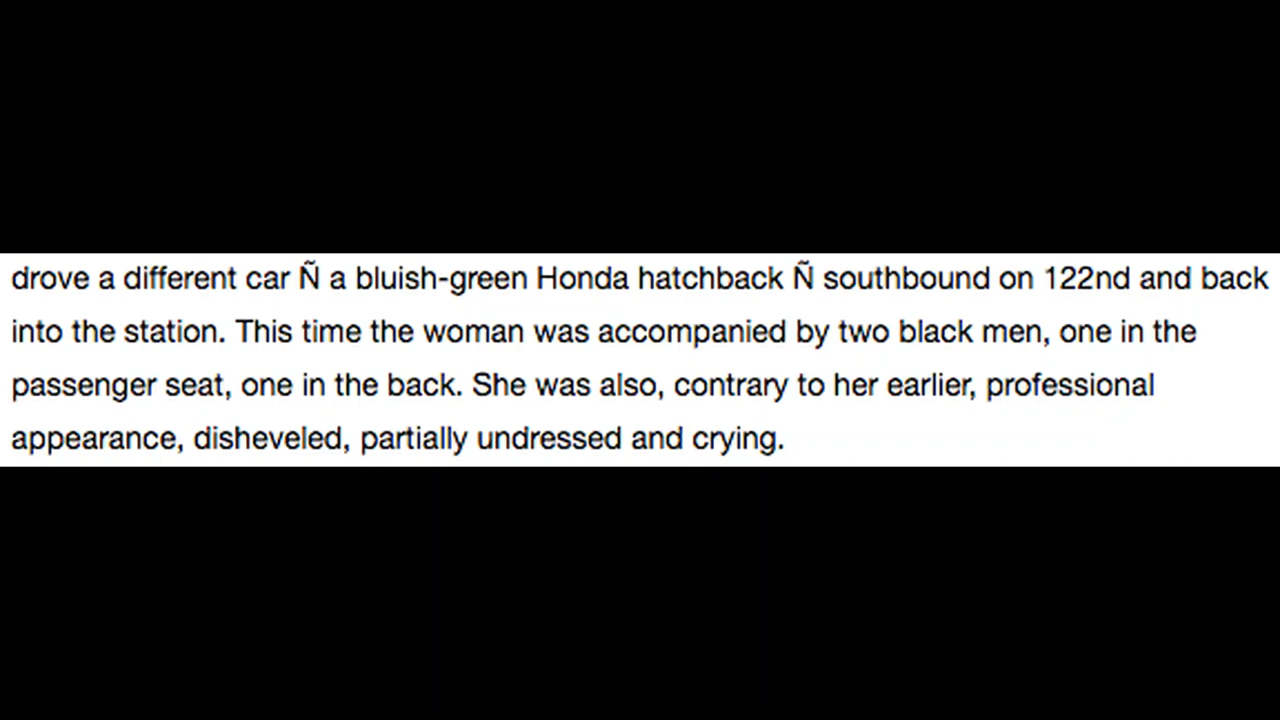 drove a different car Ñ a bluish-green Honda hatchback Ñ southbound on 122nd and back
into the station. This time the woman was accompanied by two black men, one in the
passenger seat, one in the back. She was also, contrary to her earlier, professional
appearance, disheveled, partially undressed and crying.